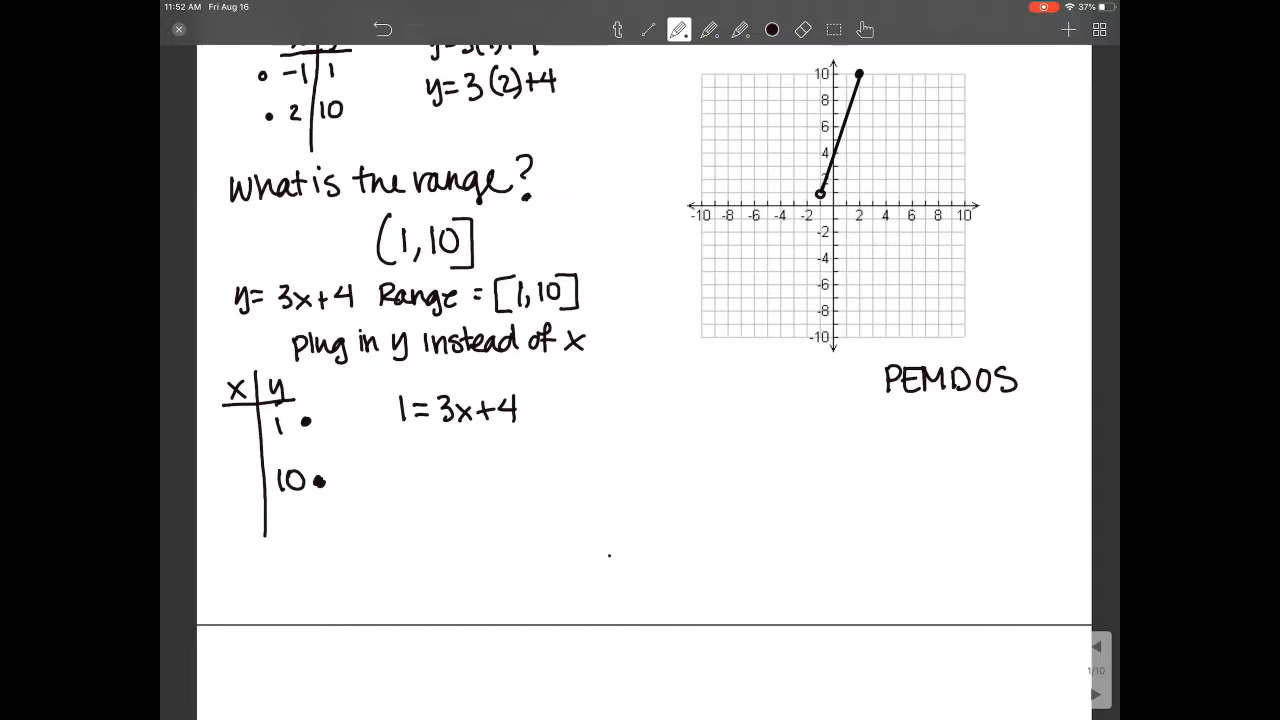 11:52 AM Fri Aug 16
37%
-1 | 1
y=3(2)+4
2 | 10
What is the range?
(1, 10]
y= 3x+4 Range = [1, 10]
plug in y instead of x
x | y
1
1 = 3x+4
10
10
8
6
4
2
-10 -8 -6 -4 -2 2 4 6 8 10
-2
-4
-6
-8
-10
PEMDOS
1/10